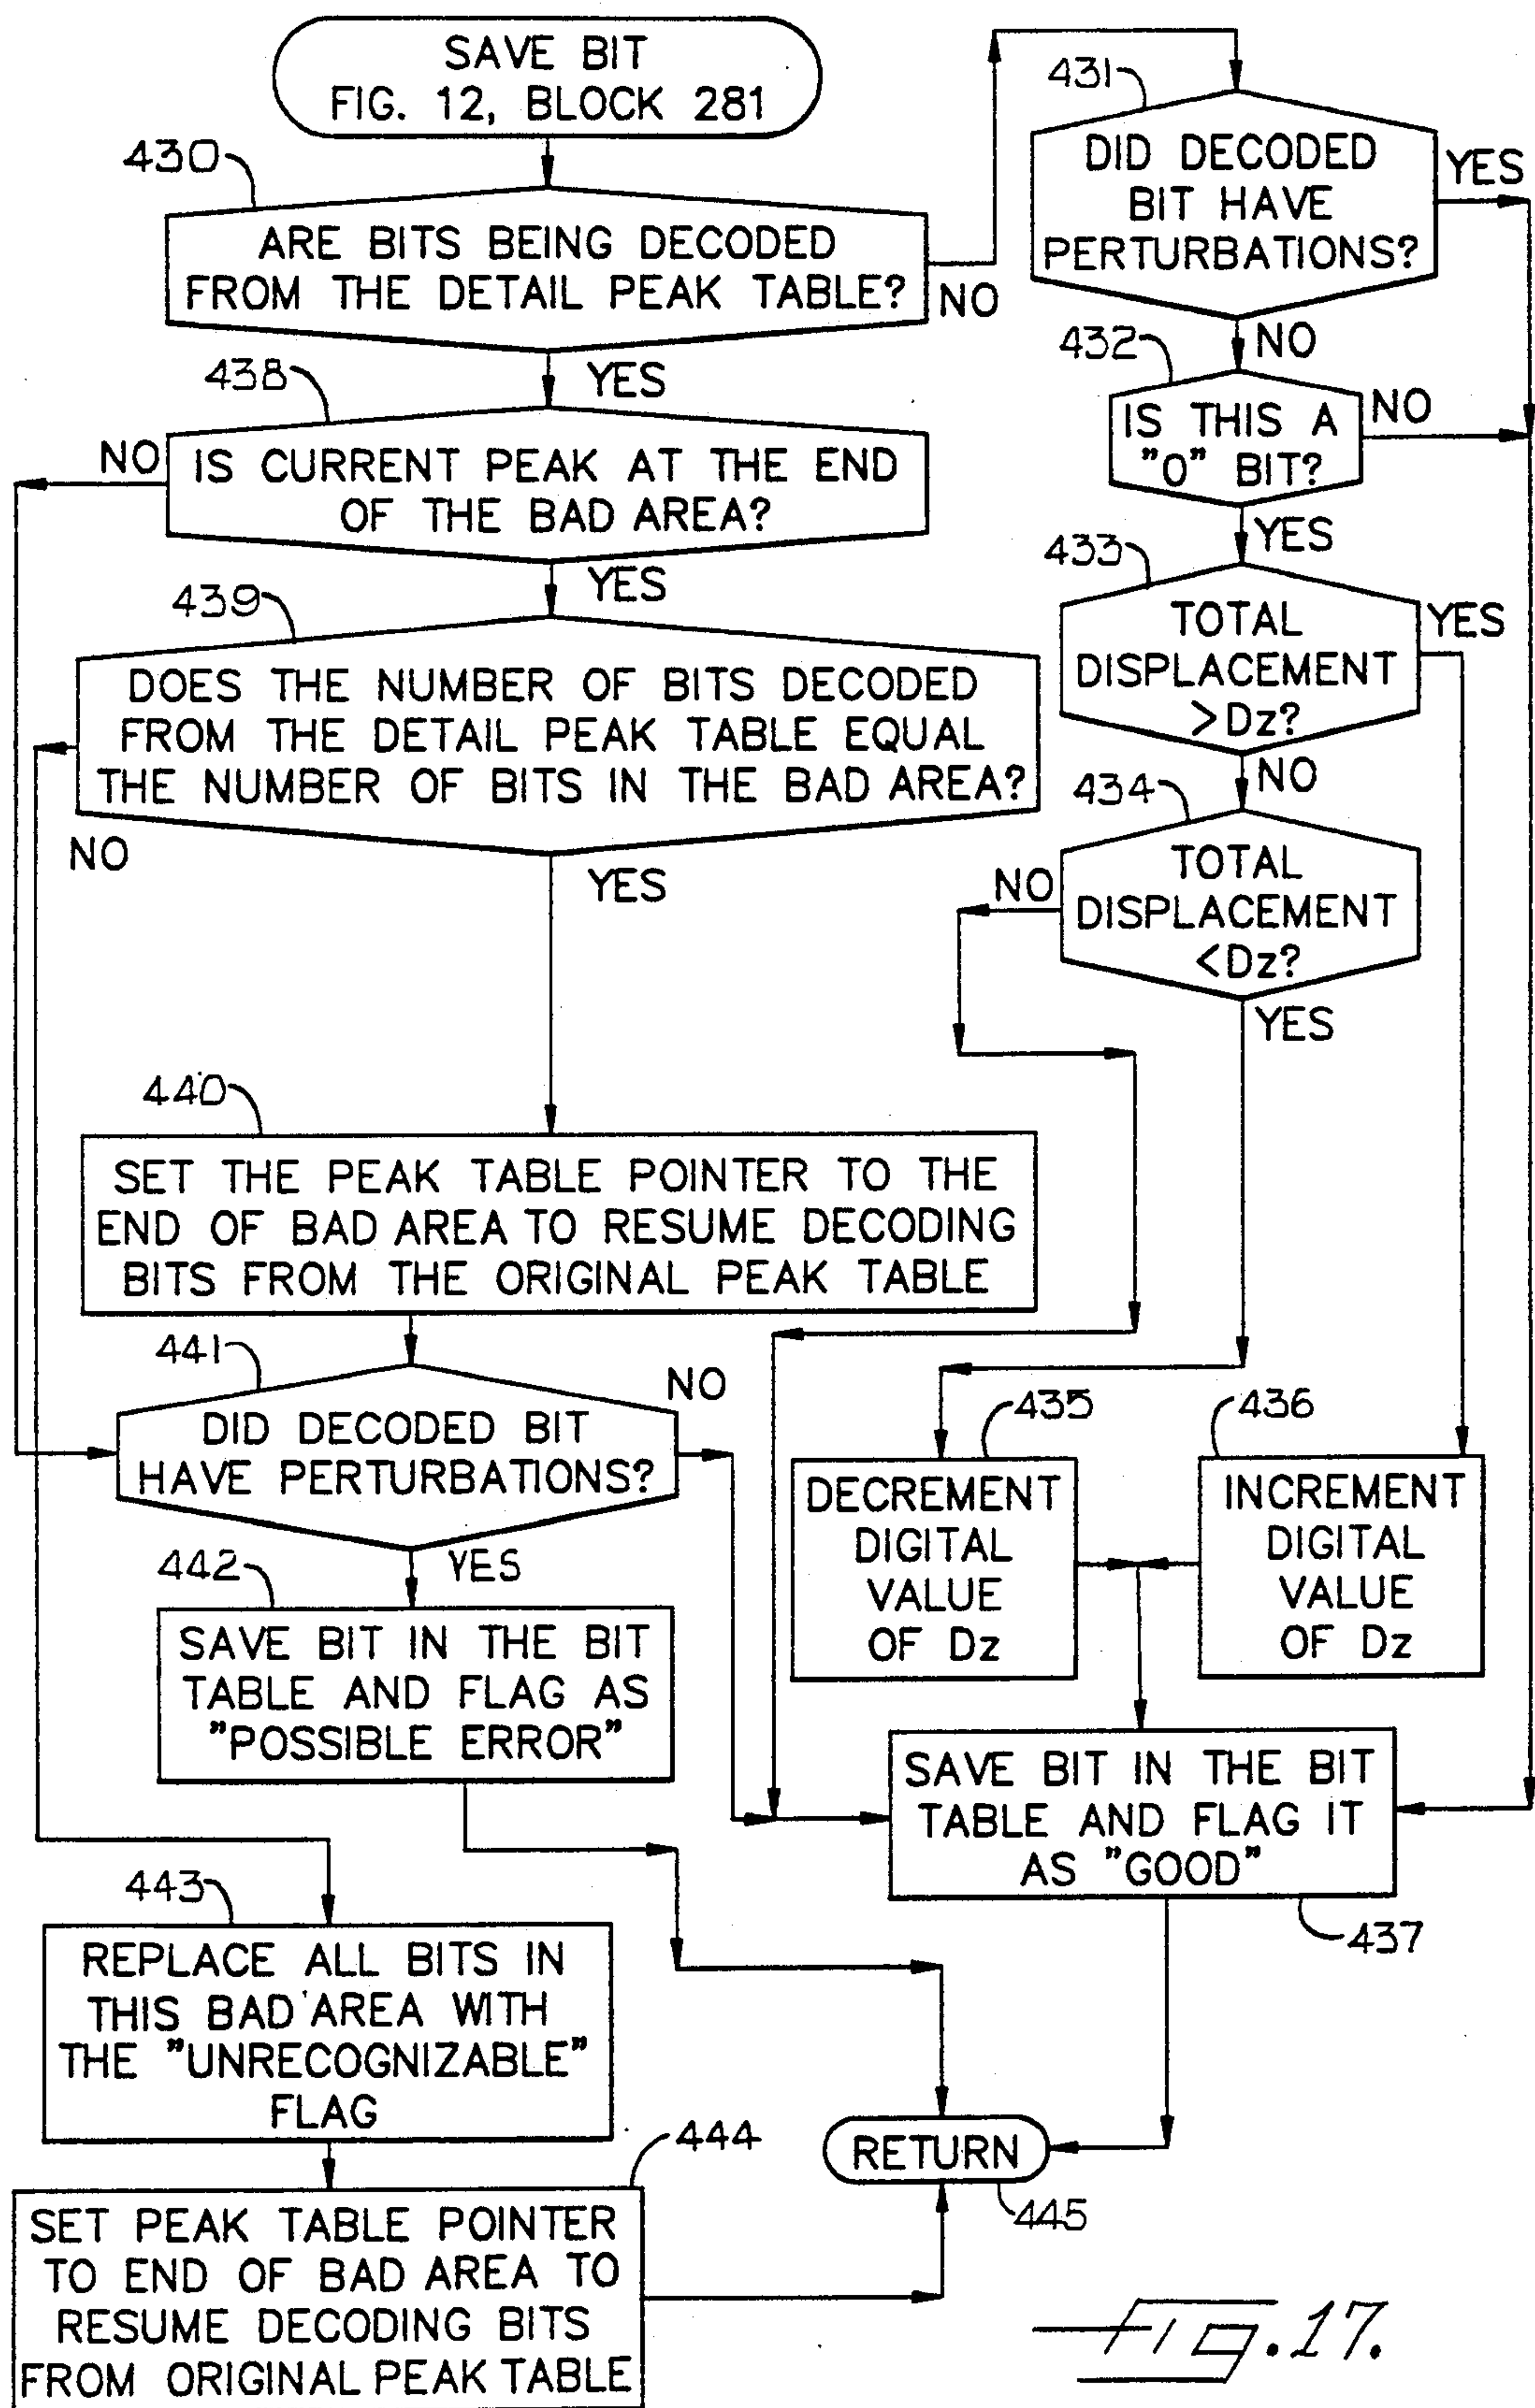 SAVE BIT
FIG. 12, BLOCK 281
430
ARE BITS BEING DECODED
FROM THE DETAIL PEAK TABLE?
NO
YES
431
DID DECODED
BIT HAVE
PERTURBATIONS?
YES
NO
432
IS THIS A
"0" BIT?
NO
YES
433
TOTAL
DISPLACEMENT
>Dz?
YES
NO
434
TOTAL
DISPLACEMENT
<Dz?
NO
YES
438
IS CURRENT PEAK AT THE END
OF THE BAD AREA?
NO
YES
439
DOES THE NUMBER OF BITS DECODED
FROM THE DETAIL PEAK TABLE EQUAL
THE NUMBER OF BITS IN THE BAD AREA?
NO
YES
440
SET THE PEAK TABLE POINTER TO THE
END OF BAD AREA TO RESUME DECODING
BITS FROM THE ORIGINAL PEAK TABLE
441
DID DECODED BIT
HAVE PERTURBATIONS?
NO
YES
435
DECREMENT
DIGITAL
VALUE
OF Dz
436
INCREMENT
DIGITAL
VALUE
OF Dz
442
SAVE BIT IN THE BIT
TABLE AND FLAG AS
"POSSIBLE ERROR"
SAVE BIT IN THE BIT
TABLE AND FLAG IT
AS "GOOD"
437
443
REPLACE ALL BITS IN
THIS BAD AREA WITH
THE "UNRECOGNIZABLE"
FLAG
444
SET PEAK TABLE POINTER
TO END OF BAD AREA TO
RESUME DECODING BITS
FROM ORIGINAL PEAK TABLE
RETURN
445
Fig.17.